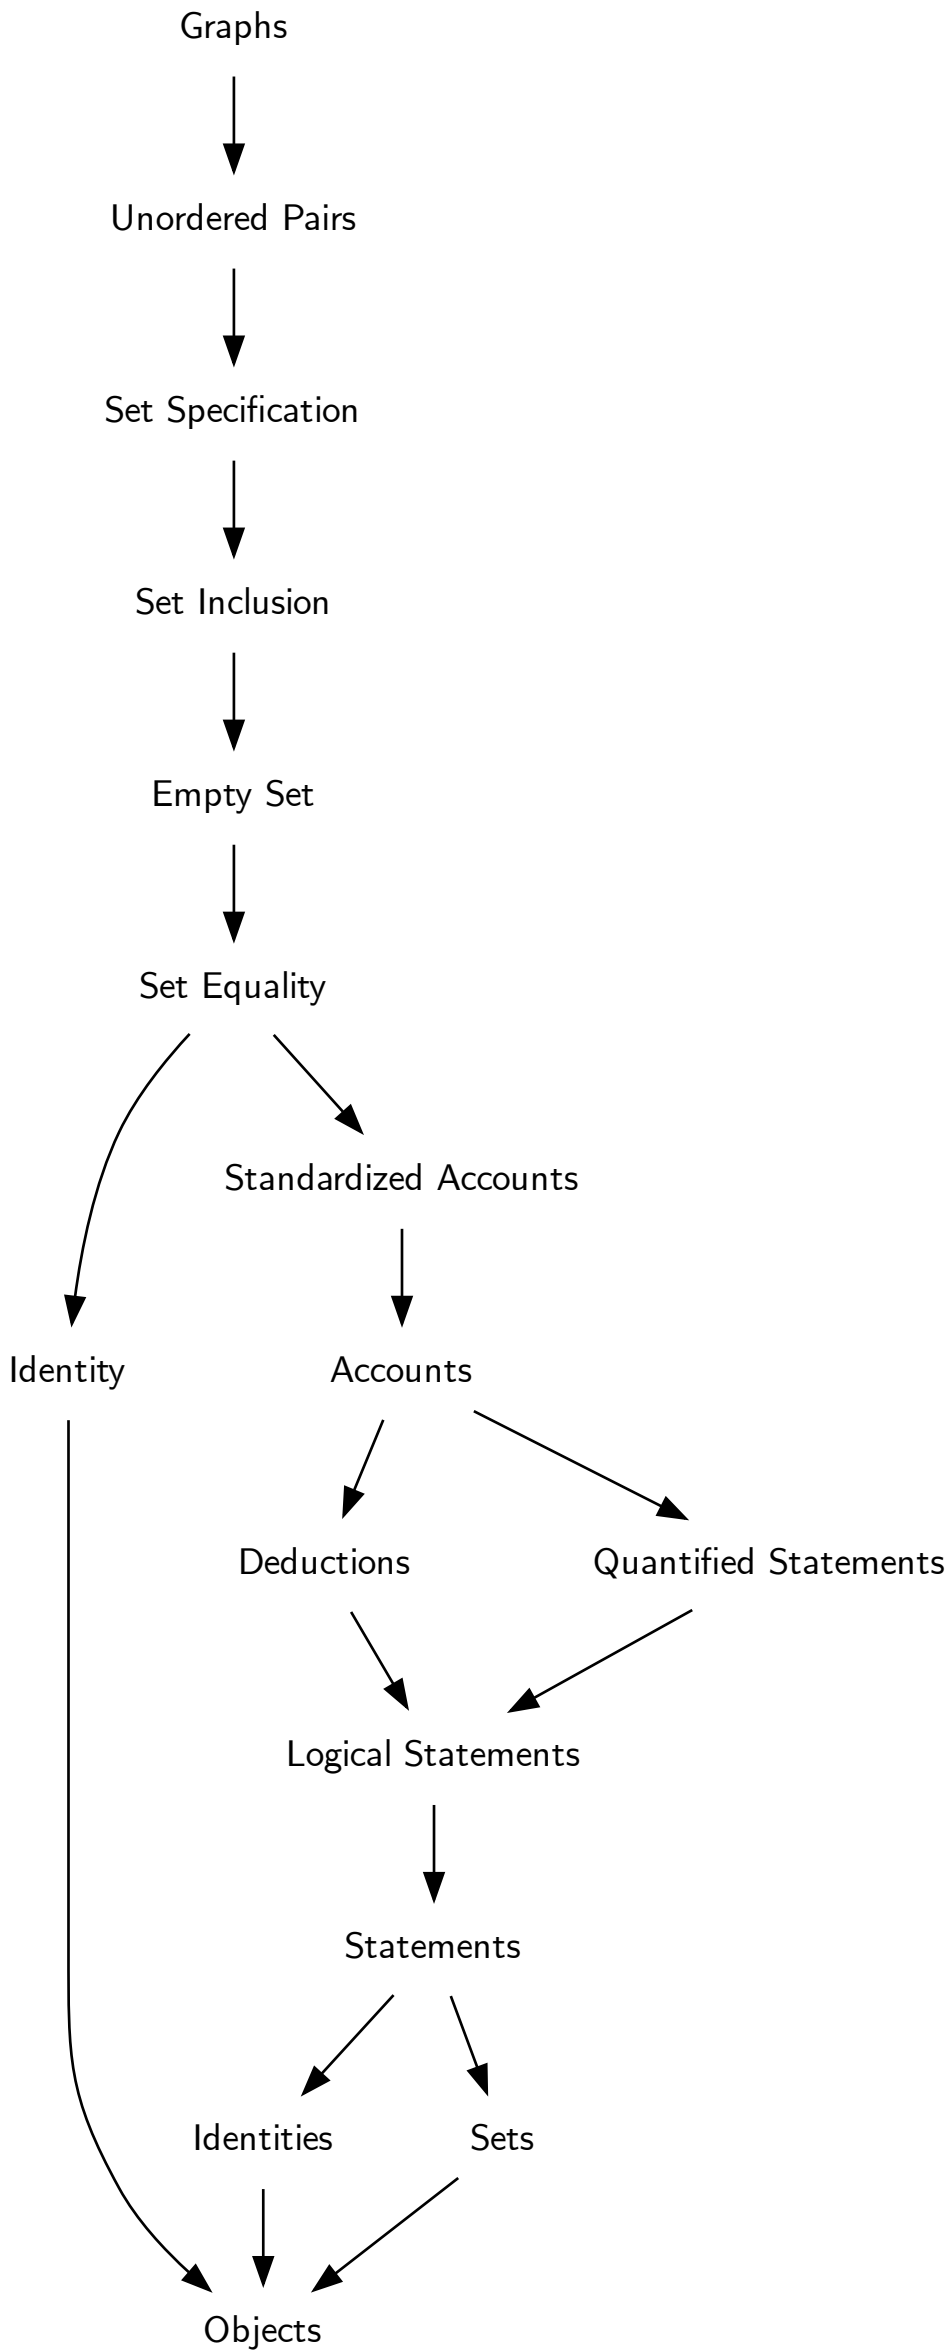 Graphs
Unordered Pairs
Set Specification
Set Inclusion
Empty Set
Set Equality
Standardized Accounts
Identity
Accounts
Deductions
Quantified Statements
Logical Statements
Statements
Identities
Sets
Objects